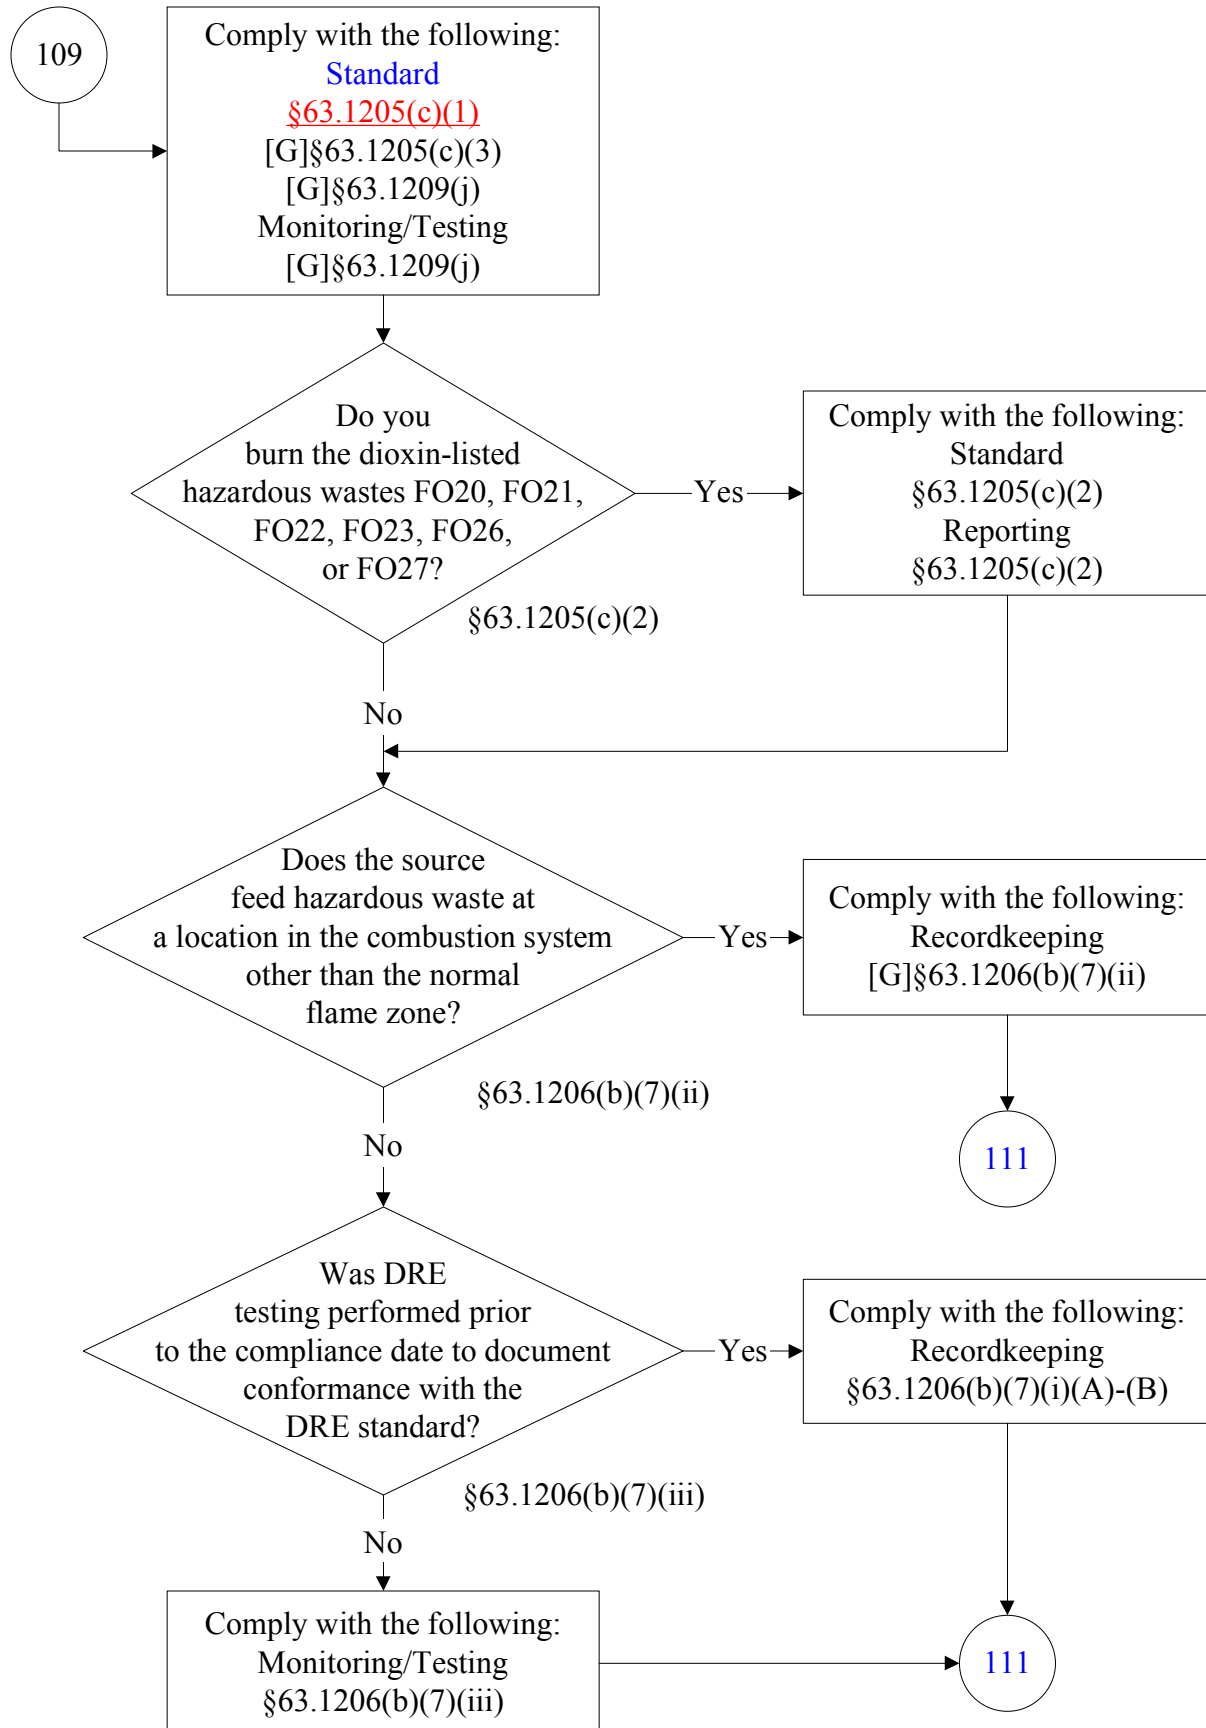 109
Comply with the following:
Standard
§63.1205(c)(1)
[G]§63.1205(c)(3)
[G]§63.1209(j)
Monitoring/Testing
[G]§63.1209(j)
Do you
burn the dioxin-listed
hazardous wastes FO20, FO21,
FO22, FO23, FO26,
or FO27?
§63.1205(c)(2)
Yes
Comply with the following:
Standard
§63.1205(c)(2)
Reporting
§63.1205(c)(2)
No
Does the source
feed hazardous waste at
a location in the combustion system
other than the normal
flame zone?
§63.1206(b)(7)(ii)
Yes
Comply with the following:
Recordkeeping
[G]§63.1206(b)(7)(ii)
111
No
Was DRE
testing performed prior
to the compliance date to document
conformance with the
DRE standard?
§63.1206(b)(7)(iii)
Yes
Comply with the following:
Recordkeeping
§63.1206(b)(7)(i)(A)-(B)
No
Comply with the following:
Monitoring/Testing
§63.1206(b)(7)(iii)
111